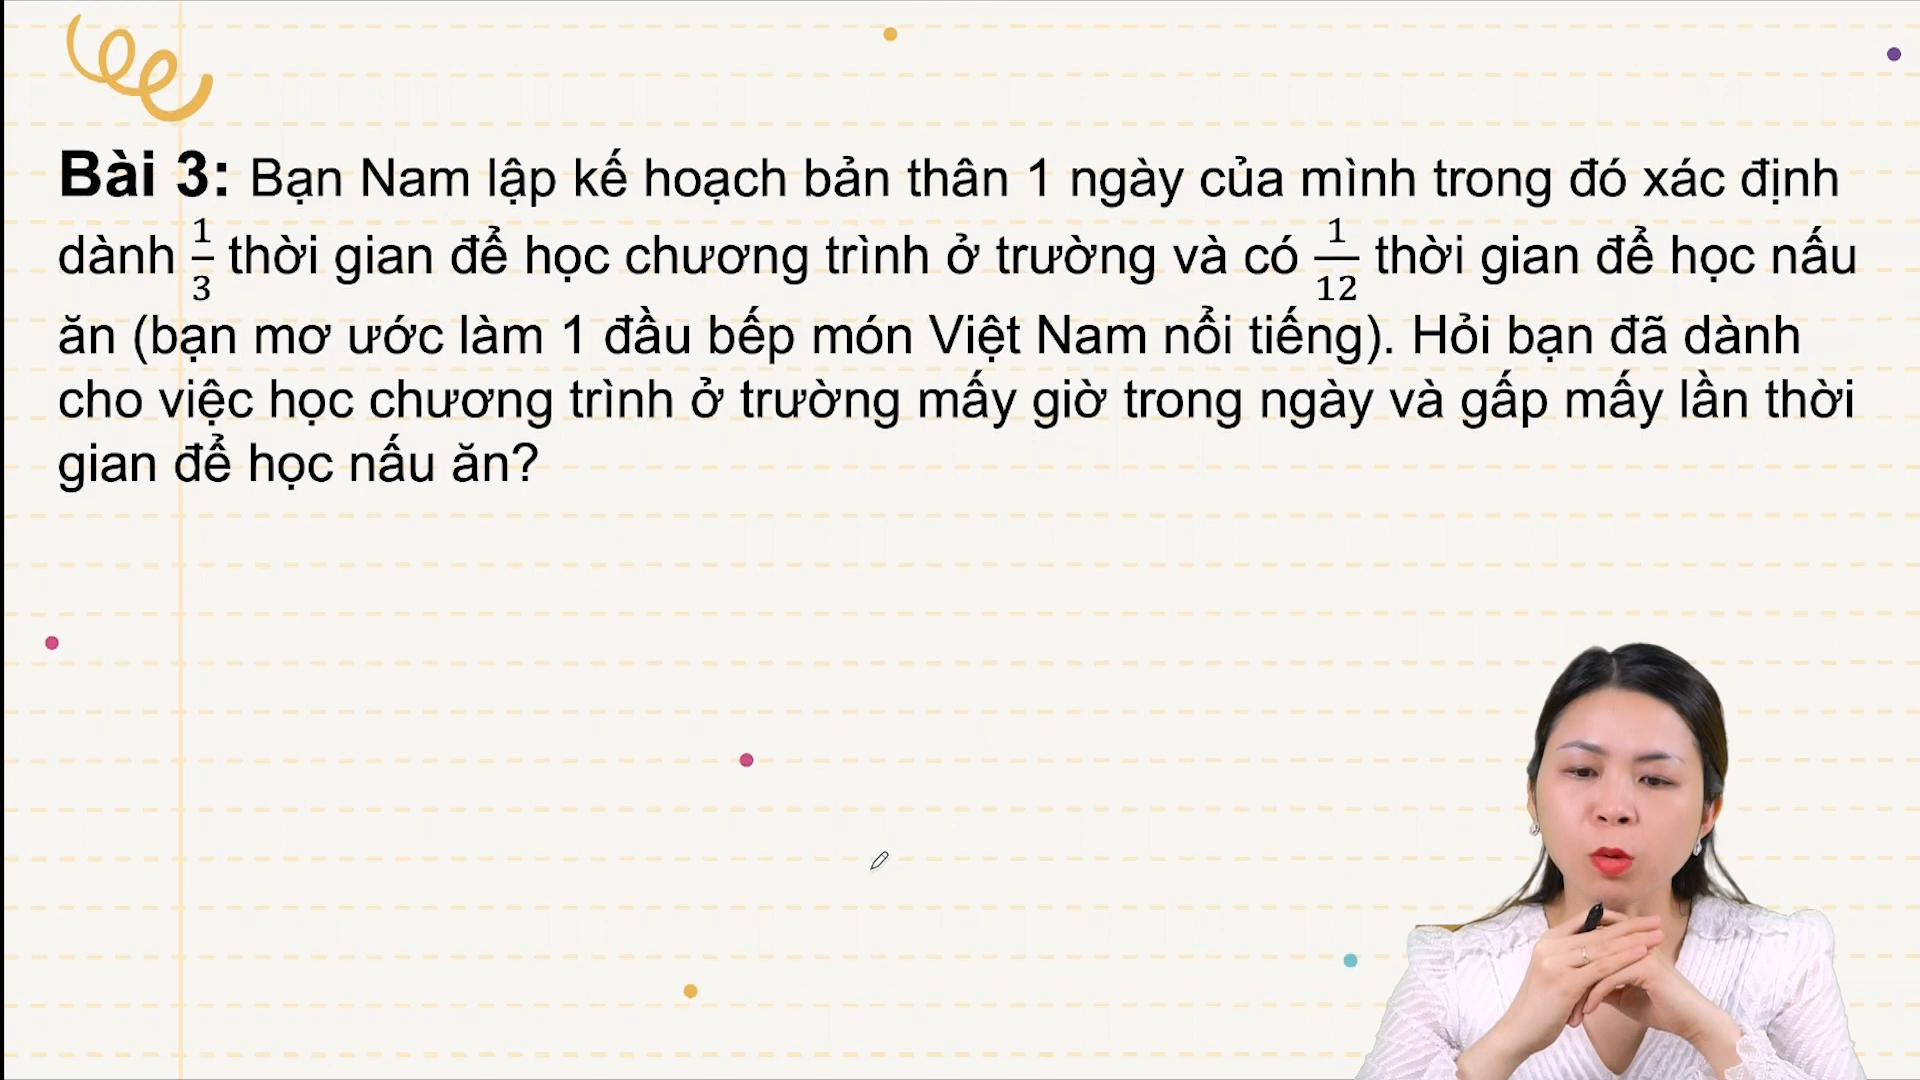 Bài 3: Bạn Nam lập kế hoạch bản thân 1 ngày của mình trong đó xác định
dành 1/3 thời gian để học chương trình ở trường và có 1/12 thời gian để học nấu
ăn (bạn mơ ước làm 1 đầu bếp món Việt Nam nổi tiếng). Hỏi bạn đã dành
cho việc học chương trình ở trường mấy giờ trong ngày và gấp mấy lần thời
gian để học nấu ăn?